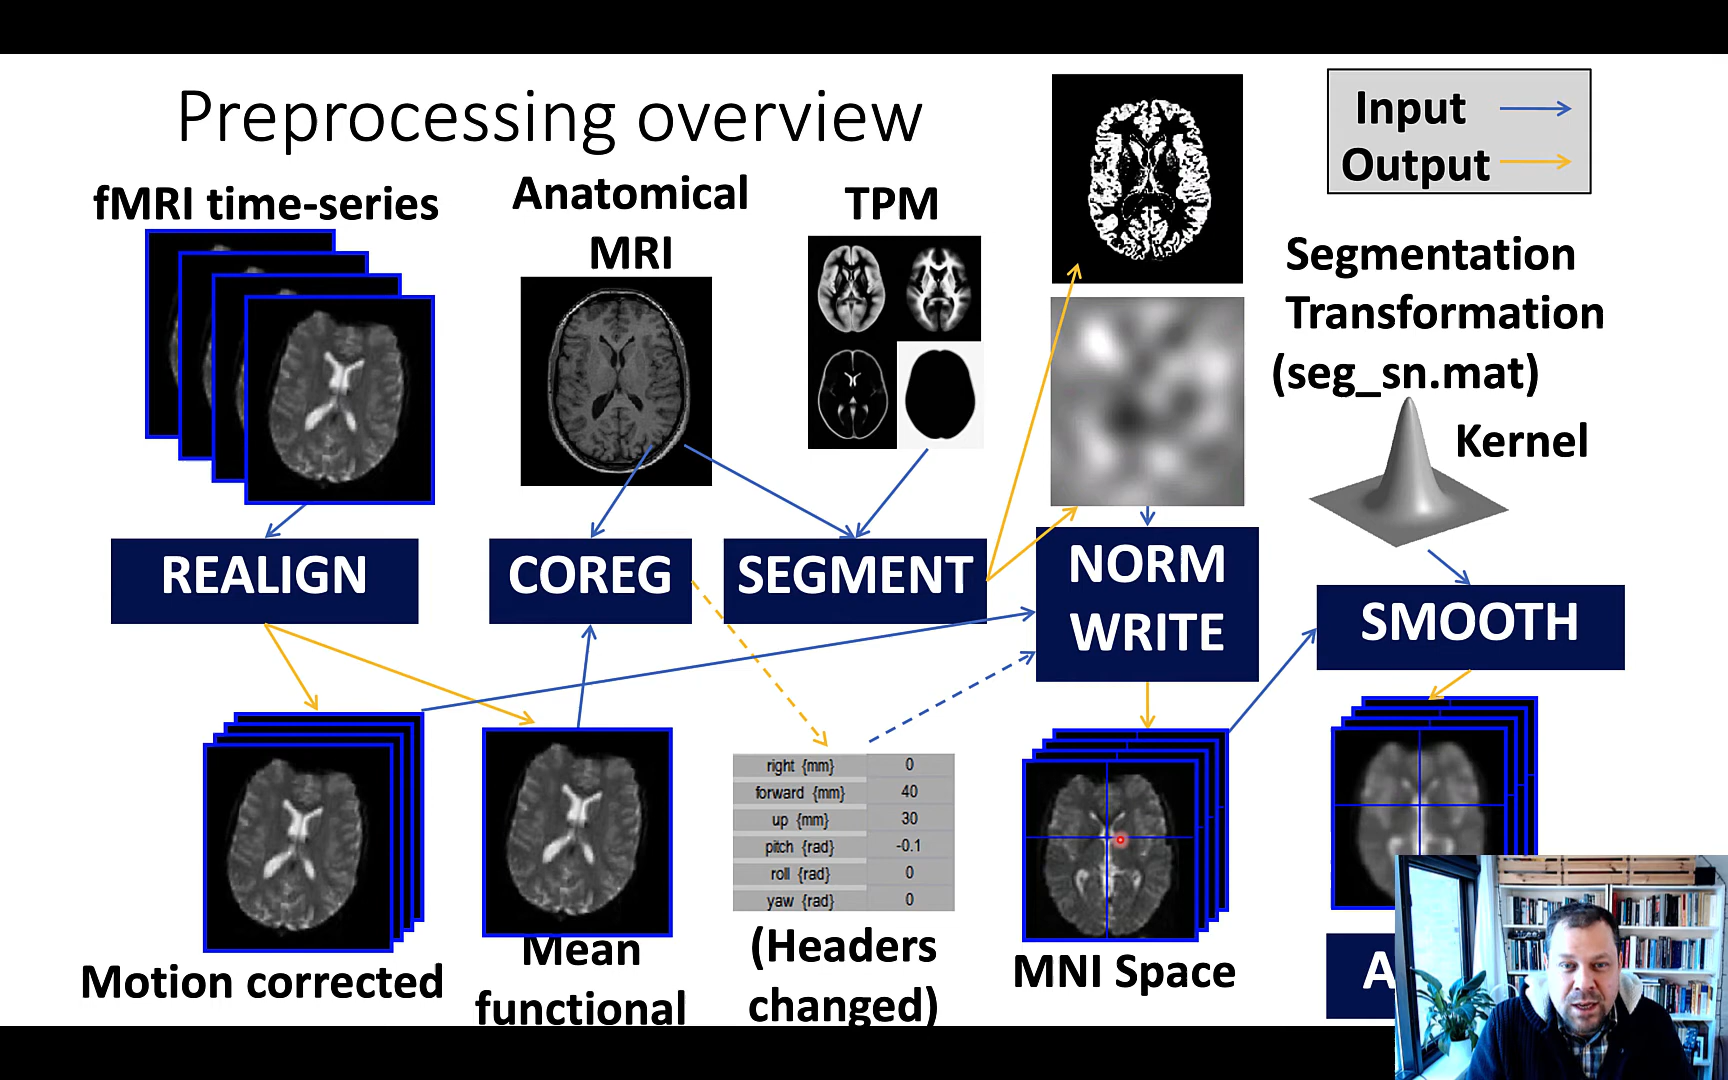 Preprocessing overview
Input
Output
fMRI time-series
Anatomical
MRI
TPM
Segmentation
Transformation
(seg_sn.mat)
Kernel
REALIGN
COREG
SEGMENT
NORM
WRITE
SMOOTH
right {mm} 0
forward {mm} 40
up {mm} 30
pitch {rad} -0.1
roll {rad} 0
yaw {rad} 0
Motion corrected
Mean
functional
(Headers
changed)
MNI Space